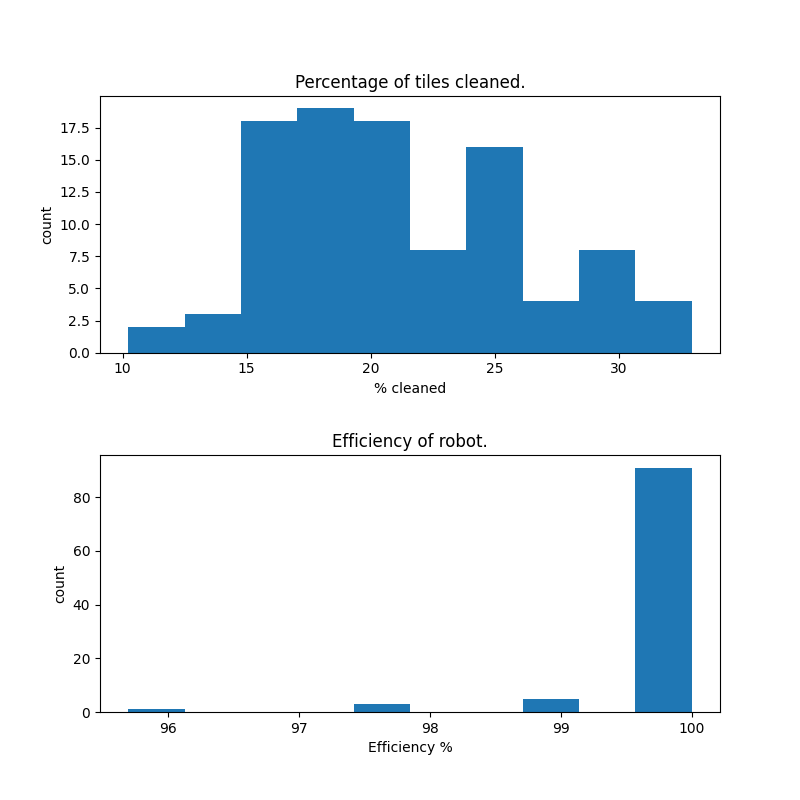 Percentage of tiles cleaned.
17.5
15.0
12.5
10.0
7.5
5.0
2.5
0.0
count
10 15 20 25 30
% cleaned
Efficiency of robot.
80
60
40
20
0
count
96 97 98 99 100
Efficiency %